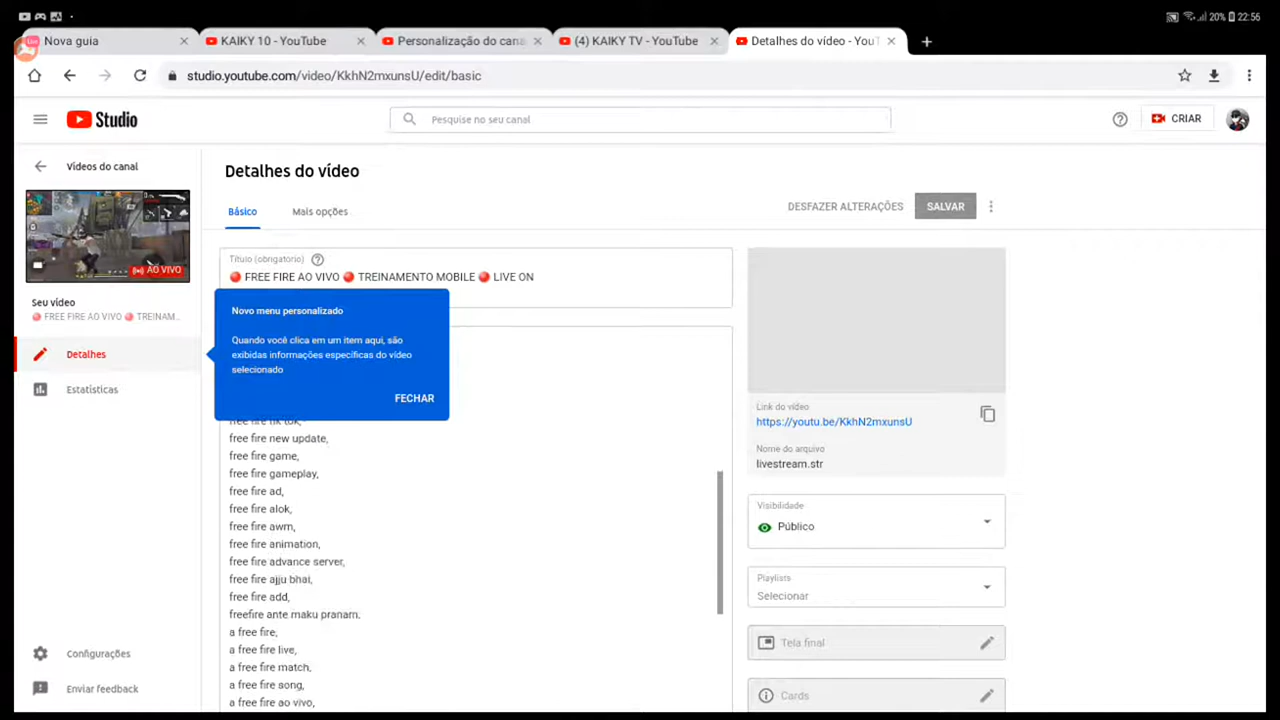 20% 22:56
Nova guia
KAIKY 10 - YouTube
Personalização do cana
(4) KAIKY TV - YouTube
Detalhes do vídeo - YouT
studio.youtube.com/video/KkhN2mxunsU/edit/basic
Studio
Pesquise no seu canal
CRIAR
Vídeos do canal
Detalhes do vídeo
Básico
Mais opções
DESFAZER ALTERAÇÕES
SALVAR
AO VIVO
Título (obrigatório)
🔴 FREE FIRE AO VIVO 🔴 TREINAMENTO MOBILE 🔴 LIVE ON
Seu vídeo
🔴 FREE FIRE AO VIVO 🔴 TREINAM...
Detalhes
Estatísticas
Novo menu personalizado
Quando você clica em um item aqui, são
exibidas informações específicas do vídeo
selecionado
FECHAR
free fire tik tok,
free fire new update,
free fire game,
free fire gameplay,
free fire ad,
free fire alok,
free fire awm,
free fire animation,
free fire advance server,
free fire ajju bhai,
free fire add,
freefire ante maku pranam.
a free fire,
a free fire live,
a free fire match,
a free fire song,
a free fire ao vivo,
Link do vídeo
https://youtu.be/KkhN2mxunsU
Nome do arquivo
livestream.str
Visibilidade
Público
Playlists
Selecionar
Tela final
Cards
Configurações
Enviar feedback